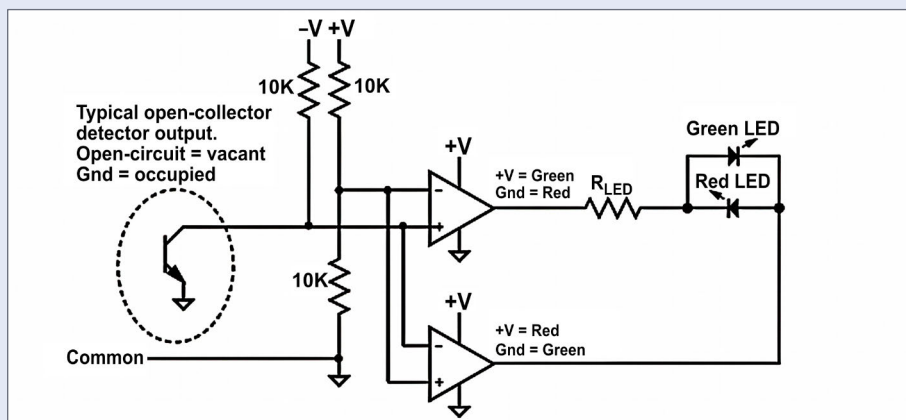 –V +V
10K
10K
Typical open-collector
detector output.
Open-circuit = vacant
Gnd = occupied
+V
–
+
+V = Green
Gnd = Red
RLED
Green LED
Red LED
10K
+V
–
+
+V = Red
Gnd = Green
Common